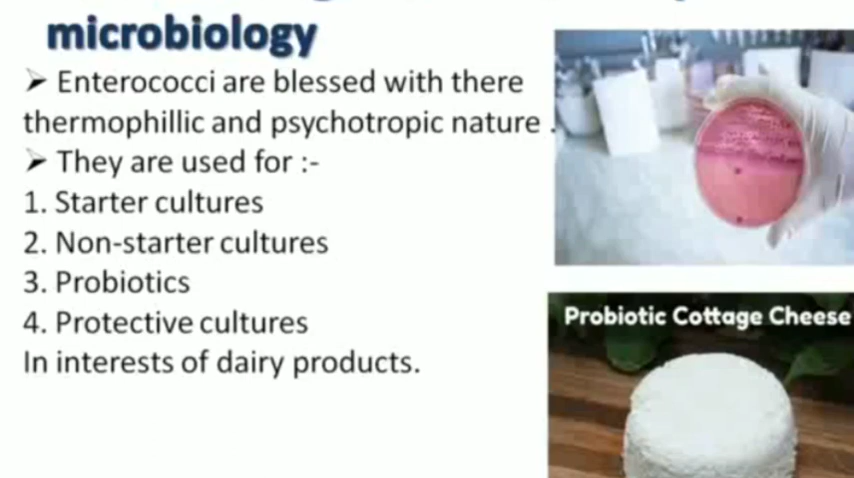 microbiology
➢ Enterococci are blessed with there
thermophillic and psychotropic nature .
➢ They are used for :-
1. Starter cultures
2. Non-starter cultures
3. Probiotics
4. Protective cultures
In interests of dairy products.
Probiotic Cottage Cheese